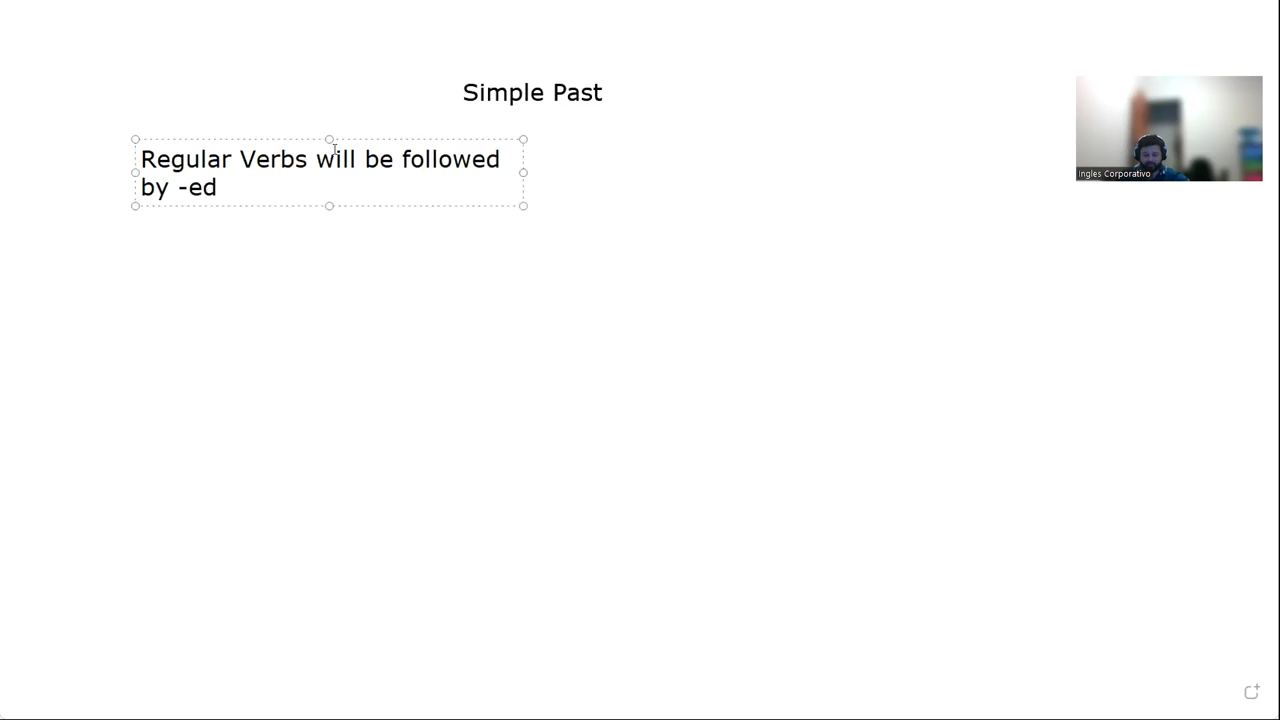 Simple Past
Regular Verbs will be followed
by -ed
Ingles Corporativo